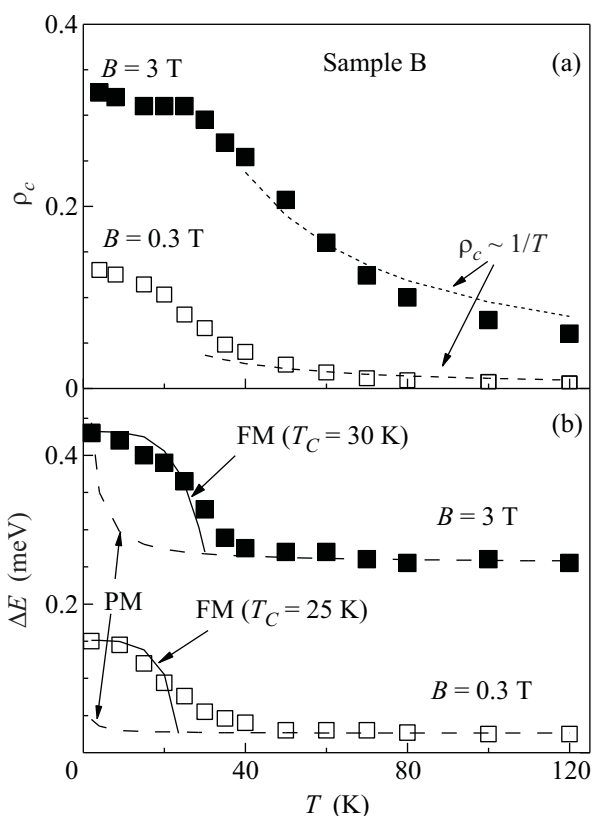 0.4
B = 3 T
Sample B
(a)
ρc
0.2
B = 0.3 T
ρc ~ 1/T
0
(b)
FM (TC = 30 K)
0.4
B = 3 T
ΔE (meV)
PM
FM (TC = 25 K)
0.2
B = 0.3 T
0
40
80
120
T (K)